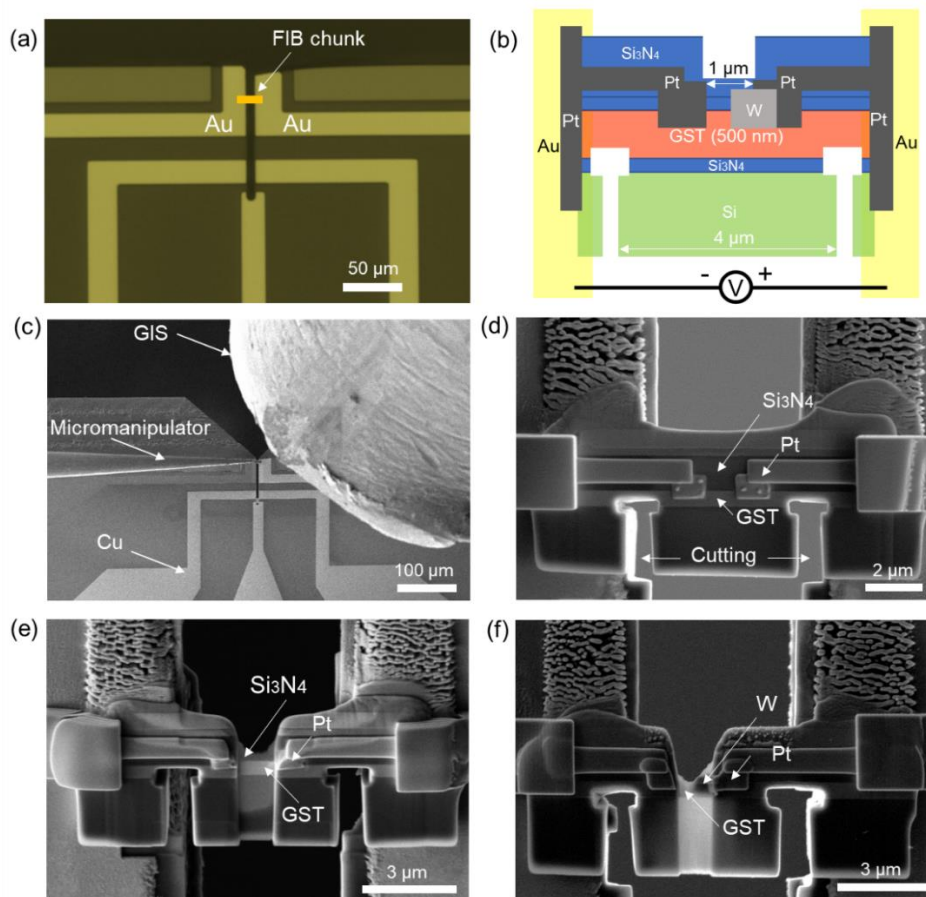 (a)
FIB chunk
Au
Au
50 μm
(b)
Si₃N₄
1 μm
Pt
Pt
W
Pt
Pt
GST (500 nm)
Au
Au
Si₃N₄
Si
4 μm
- +
V
(c)
GIS
Micromanipulator
Cu
100 μm
(d)
Si₃N₄
Pt
GST
Cutting
2 μm
(e)
Si₃N₄
Pt
GST
3 μm
(f)
W
Pt
GST
3 μm